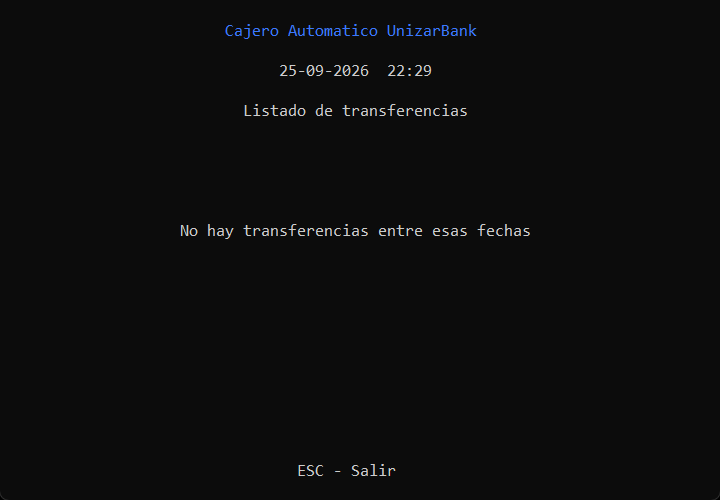 Cajero Automatico UnizarBank
25-09-2026  22:29
Listado de transferencias
No hay transferencias entre esas fechas
ESC - Salir